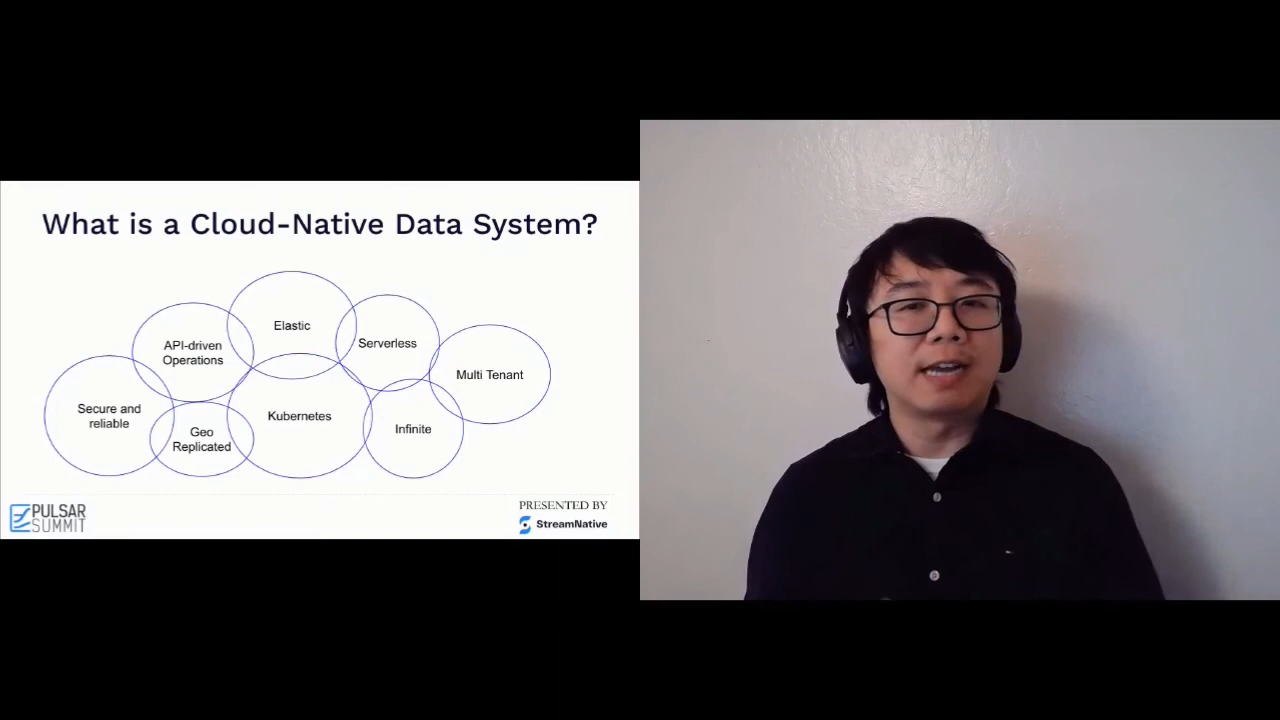 What is a Cloud-Native Data System?
Elastic
API-driven
Operations
Serverless
Multi Tenant
Secure and
reliable
Kubernetes
Geo
Replicated
Infinite
PULSAR
SUMMIT
PRESENTED BY
StreamNative